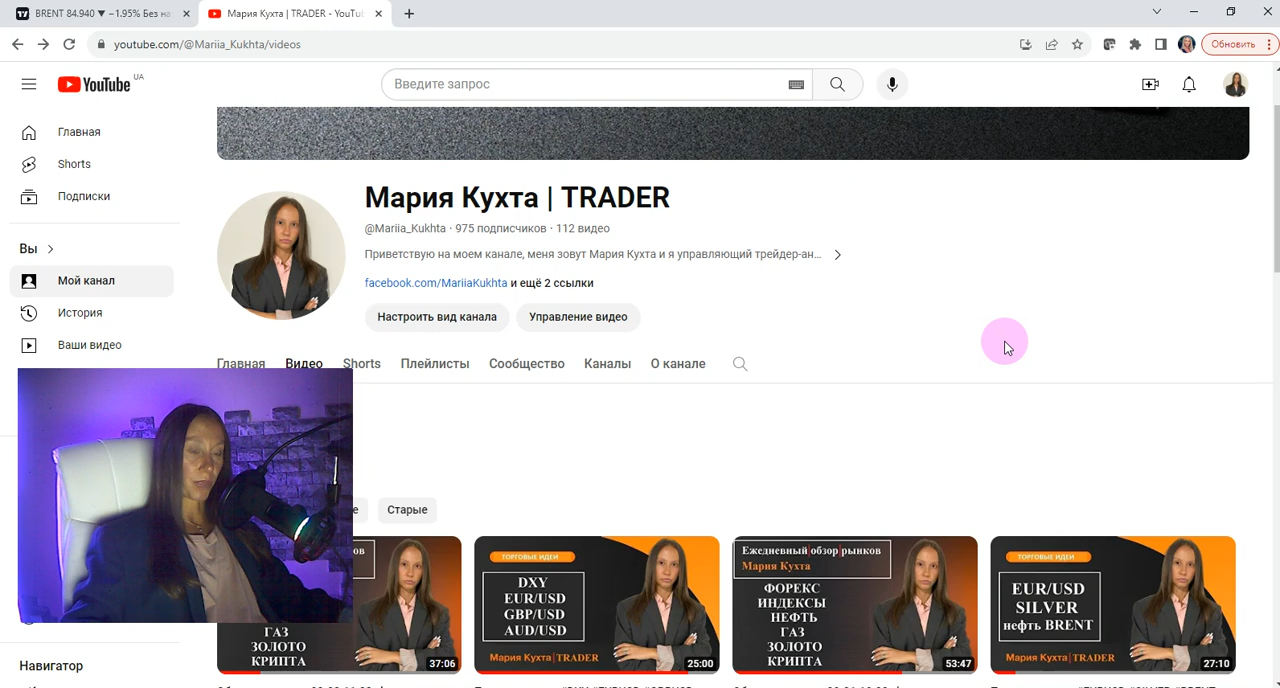 BRENT 84.940 ▼ −1.95% Без на
Мария Кухта | TRADER - YouTu
youtube.com/@Mariia_Kukhta/videos
Обновить
YouTube UA
Введите запрос
Главная
Shorts
Подписки
Вы
Мой канал
История
Ваши видео
Навигатор
Мария Кухта | TRADER
@Mariia_Kukhta · 975 подписчиков · 112 видео
Приветствую на моем канале, меня зовут Мария Кухта и я управляющий трейдер-ан...
facebook.com/MariiaKukhta и ещё 2 ссылки
Настроить вид канала
Управление видео
Главная
Видео
Shorts
Плейлисты
Сообщество
Каналы
О канале
Старые
ГАЗ
ЗОЛОТО
КРИПТА
37:06
ТОРГОВЫЕ ИДЕИ
DXY
EUR/USD
GBP/USD
AUD/USD
Мария Кухта|TRADER
25:00
Ежедневный|обзор|рынков
Мария Кухта
ФОРЕКС
ИНДЕКСЫ
НЕФТЬ
ГАЗ
ЗОЛОТО
КРИПТА
53:47
ТОРГОВЫЕ ИДЕИ
EUR/USD
SILVER
нефть BRENT
Мария Кухта|TRADER
27:10